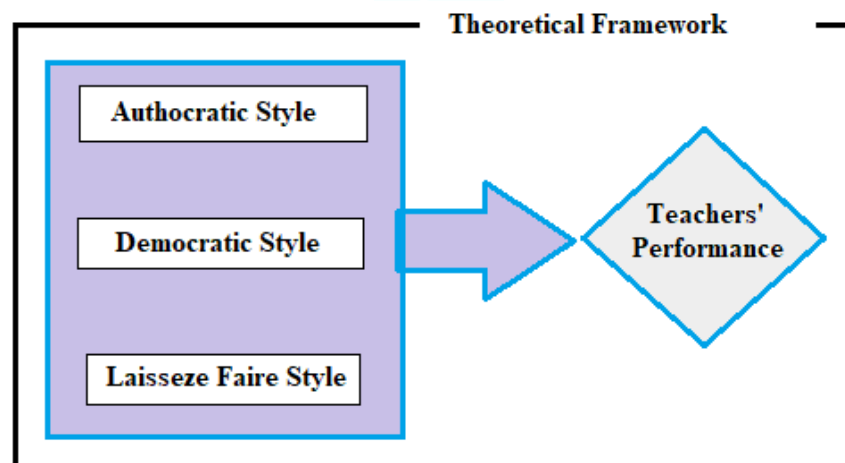 Theoretical Framework
Authocratic Style
Democratic Style
Laisseze Faire Style
Teachers'
Performance